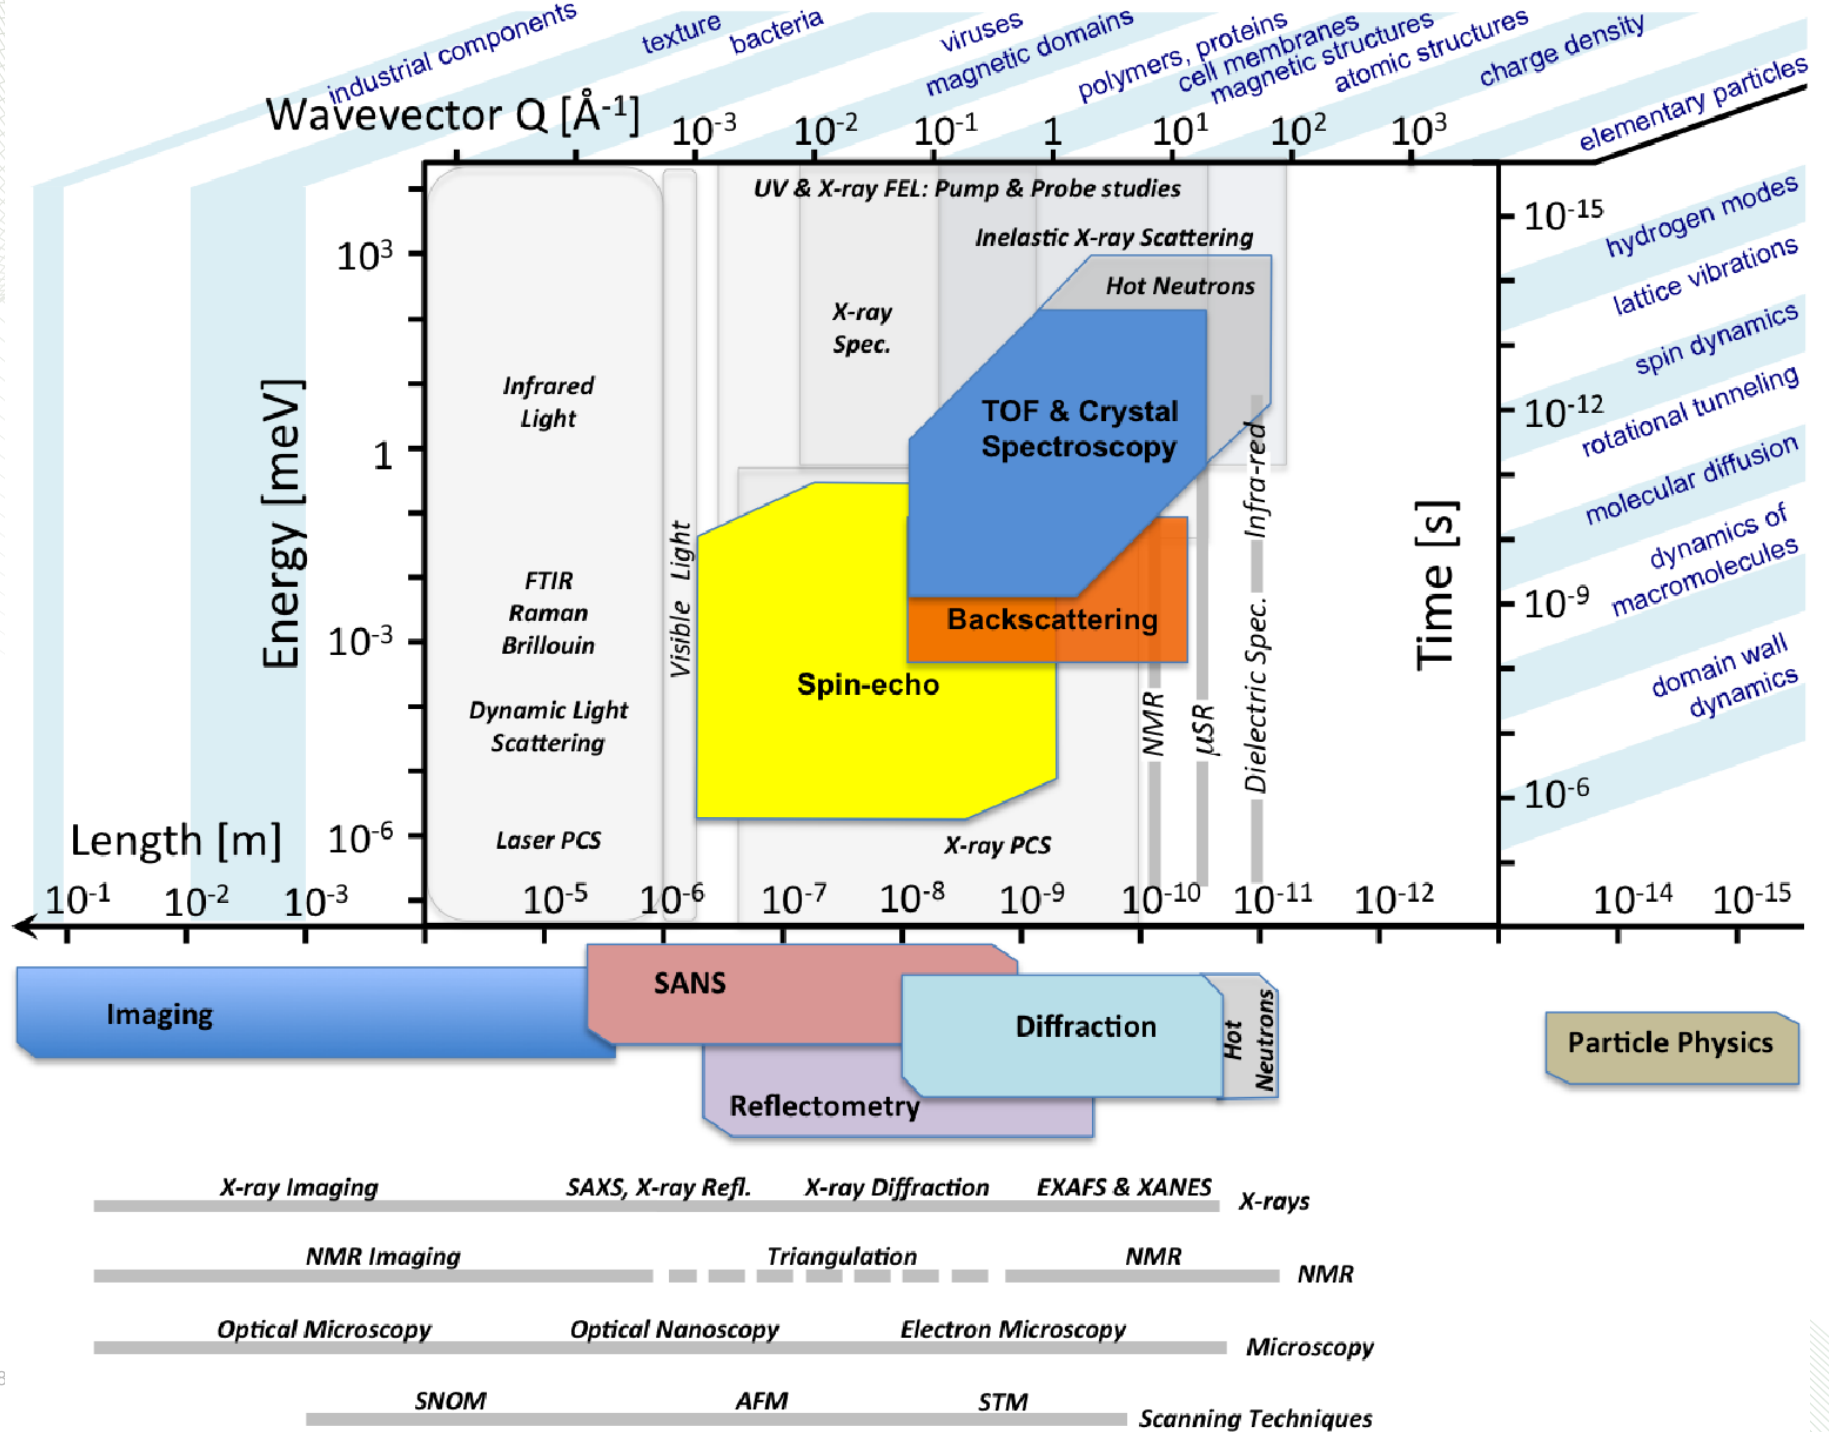 industrial components
texture
bacteria
viruses
magnetic domains
polymers, proteins
cell membranes
magnetic structures
atomic structures
charge density
elementary particles
Wavevector Q [Å-1]
10-3 10-2 10-1 1 101 102 103
UV & X-ray FEL: Pump & Probe studies
Inelastic X-ray Scattering
Hot Neutrons
X-ray
Spec.
Infrared
Light
TOF & Crystal
Spectroscopy
FTIR
Raman
Brillouin
Dynamic Light
Scattering
Laser PCS
Visible Light
Spin-echo
Backscattering
X-ray PCS
NMR
µSR
Dielectric Spec. Infra-red
Energy [meV]
103
1
10-3
10-6
Time [s]
10-15
10-12
10-9
10-6
hydrogen modes
lattice vibrations
spin dynamics
rotational tunneling
molecular diffusion
dynamics of
macromolecules
domain wall
dynamics
Length [m]
10-1 10-2 10-3 10-5 10-6 10-7 10-8 10-9 10-10 10-11 10-12 10-14 10-15
Imaging
SANS
Diffraction
Hot
Neutrons
Particle Physics
Reflectometry
X-ray Imaging SAXS, X-ray Refl. X-ray Diffraction EXAFS & XANES X-rays
NMR Imaging Triangulation NMR NMR
Optical Microscopy Optical Nanoscopy Electron Microscopy Microscopy
SNOM AFM STM Scanning Techniques